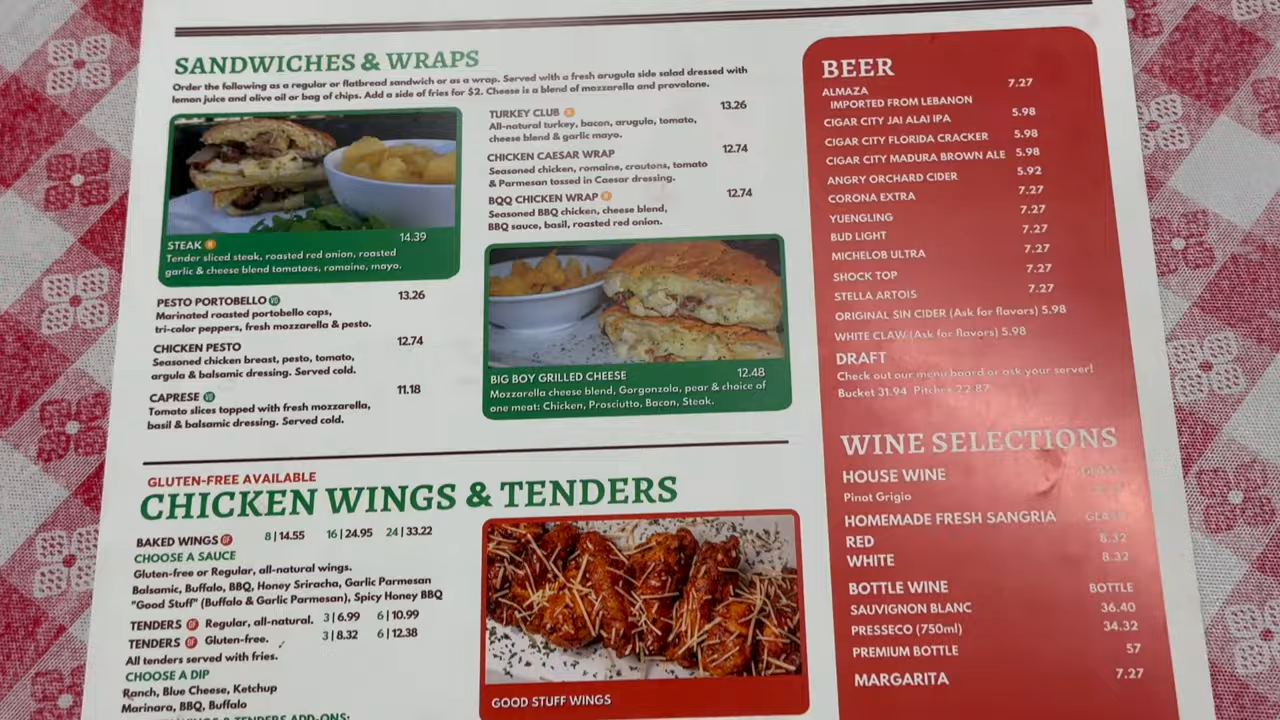 SANDWICHES & WRAPS
Order the following as a regular or flatbread sandwich or as a wrap. Served with a fresh arugula side salad dressed with
lemon juice and olive oil or bag of chips. Add a side of fries for $2. Cheese is a blend of mozzarella and provolone.
STEAK 14.39
Tender sliced steak, roasted red onion, roasted
garlic & cheese blend tomatoes, romaine, mayo.
PESTO PORTOBELLO 13.26
Marinated roasted portobello caps,
tri-color peppers, fresh mozzarella & pesto.
CHICKEN PESTO 12.74
Seasoned chicken breast, pesto, tomato,
argula & balsamic dressing. Served cold.
CAPRESE 11.18
Tomato slices topped with fresh mozzarella,
basil & balsamic dressing. Served cold.
TURKEY CLUB 13.26
All-natural turkey, bacon, arugula, tomato,
cheese blend & garlic mayo.
CHICKEN CAESAR WRAP 12.74
Seasoned chicken, romaine, croutons, tomato
& Parmesan tossed in Caesar dressing.
BQQ CHICKEN WRAP 12.74
Seasoned BBQ chicken, cheese blend,
BBQ sauce, basil, roasted red onion.
BIG BOY GRILLED CHEESE 12.48
Mozzarella cheese blend, Gorgonzola, pear & choice of
one meat: Chicken, Prosciutto, Bacon, Steak.
GLUTEN-FREE AVAILABLE
CHICKEN WINGS & TENDERS
BAKED WINGS GF 8|14.55 16|24.95 24|33.22
CHOOSE A SAUCE
Gluten-free or Regular, all-natural wings.
Balsamic, Buffalo, BBQ, Honey Sriracha, Garlic Parmesan
"Good Stuff" (Buffalo & Garlic Parmesan), Spicy Honey BBQ
TENDERS GF Regular, all-natural. 3|6.99 6|10.99
TENDERS GF Gluten-free. 3|8.32 6|12.38
All tenders served with fries.
CHOOSE A DIP
Ranch, Blue Cheese, Ketchup
Marinara, BBQ, Buffalo
& TENDERS ADD-ONS:
GOOD STUFF WINGS
BEER
ALMAZA 7.27
IMPORTED FROM LEBANON
CIGAR CITY JAI ALAI IPA 5.98
CIGAR CITY FLORIDA CRACKER 5.98
CIGAR CITY MADURA BROWN ALE 5.98
ANGRY ORCHARD CIDER 5.92
CORONA EXTRA 7.27
YUENGLING 7.27
BUD LIGHT 7.27
MICHELOB ULTRA 7.27
SHOCK TOP 7.27
STELLA ARTOIS 7.27
ORIGINAL SIN CIDER (Ask for flavors) 5.98
WHITE CLAW (Ask for flavors) 5.98
DRAFT
Check out our menu board or ask your server!
Bucket 31.94 Pitcher 22.87
WINE SELECTIONS
HOUSE WINE GLASS
Pinot Grigio
HOMEMADE FRESH SANGRIA GLASS
RED 8.32
WHITE 8.32
BOTTLE WINE BOTTLE
SAUVIGNON BLANC 36.40
PRESSECO (750ml) 34.32
PREMIUM BOTTLE 57
MARGARITA 7.27